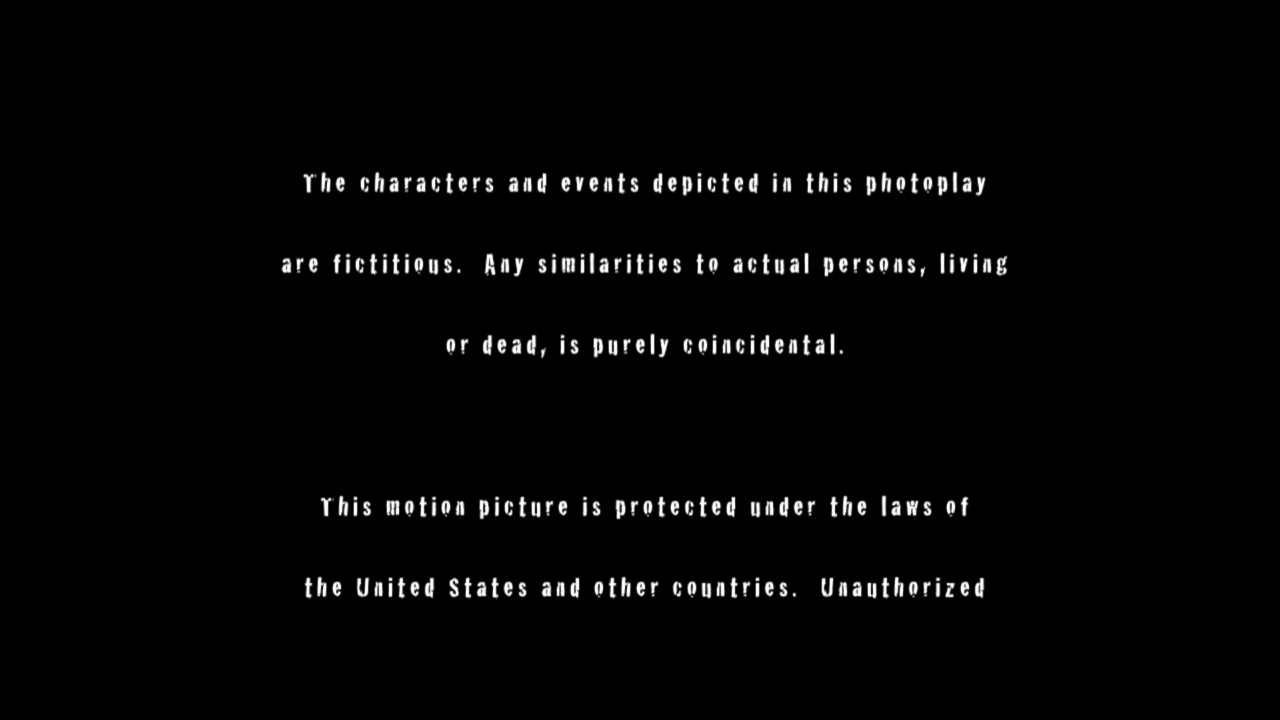 The characters and events depicted in this photoplay
are fictitious.  Any similarities to actual persons, living
or dead, is purely coincidental.
This motion picture is protected under the laws of
the United States and other countries.  Unauthorized